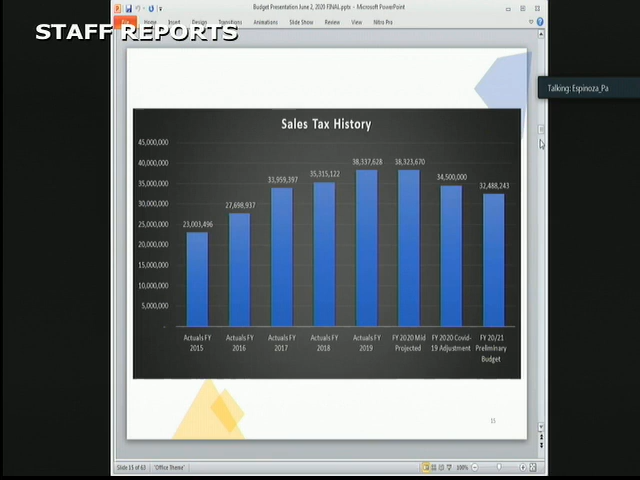 Budget Presentation June 2, 2020 FINAL.pptx - Microsoft PowerPoint
File Home Insert Design Transitions Animations Slide Show Review View Nitro Pro
STAFF REPORTS
Talking: Espinoza_Pa
Sales Tax History
45,000,000
40,000,000
35,000,000
30,000,000
25,000,000
20,000,000
15,000,000
10,000,000
5,000,000
-
23,003,496
27,698,937
33,959,397
35,315,122
38,337,628
38,323,670
34,500,000
32,488,243
Actuals FY 2015
Actuals FY 2016
Actuals FY 2017
Actuals FY 2018
Actuals FY 2019
FY 2020 Mid Projected
FY 2020 Covid-19 Adjustment
FY 20/21 Preliminary Budget
15
Slide 15 of 63 "Office Theme" 100%